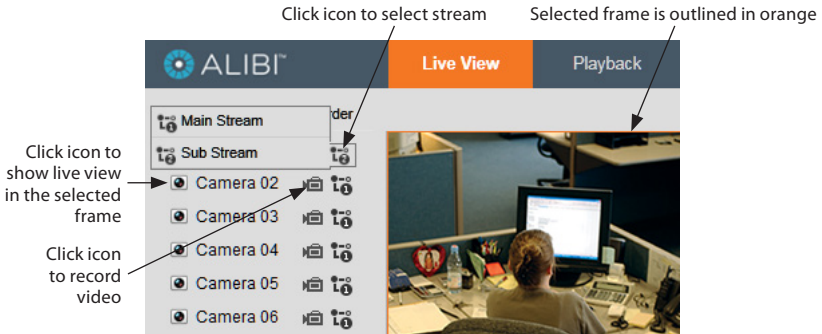 Click icon to select stream
Selected frame is outlined in orange
ALIBI™
Live View
Playback
Main Stream
Sub Stream
Click icon to
show live view
in the selected
frame
Camera 02
Camera 03
Click icon
to record
video
Camera 04
Camera 05
Camera 06